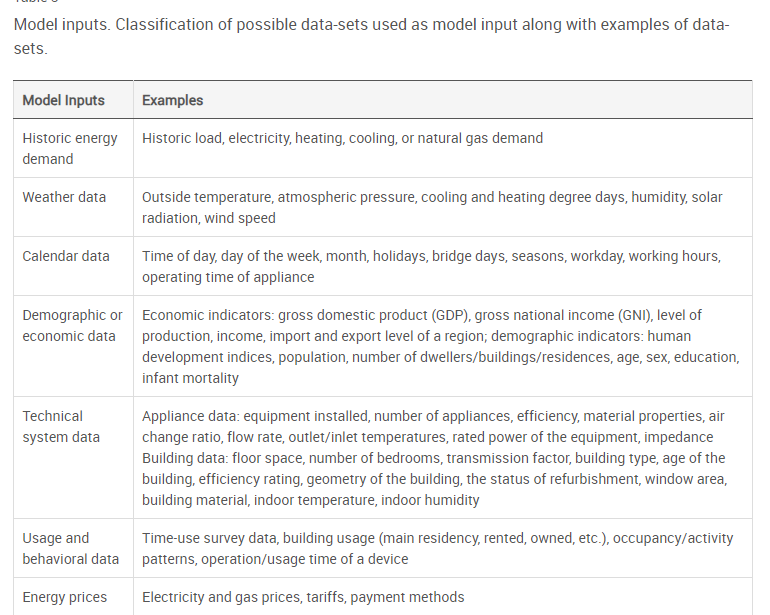 Model inputs. Classification of possible data-sets used as model input along with examples of data-
sets.
Model Inputs
Examples
Historic energy
demand
Historic load, electricity, heating, cooling, or natural gas demand
Weather data
Outside temperature, atmospheric pressure, cooling and heating degree days, humidity, solar
radiation, wind speed
Calendar data
Time of day, day of the week, month, holidays, bridge days, seasons, workday, working hours,
operating time of appliance
Demographic or
economic data
Economic indicators: gross domestic product (GDP), gross national income (GNI), level of
production, income, import and export level of a region; demographic indicators: human
development indices, population, number of dwellers/buildings/residences, age, sex, education,
infant mortality
Technical
system data
Appliance data: equipment installed, number of appliances, efficiency, material properties, air
change ratio, flow rate, outlet/inlet temperatures, rated power of the equipment, impedance
Building data: floor space, number of bedrooms, transmission factor, building type, age of the
building, efficiency rating, geometry of the building, the status of refurbishment, window area,
building material, indoor temperature, indoor humidity
Usage and
behavioral data
Time-use survey data, building usage (main residency, rented, owned, etc.), occupancy/activity
patterns, operation/usage time of a device
Energy prices
Electricity and gas prices, tariffs, payment methods